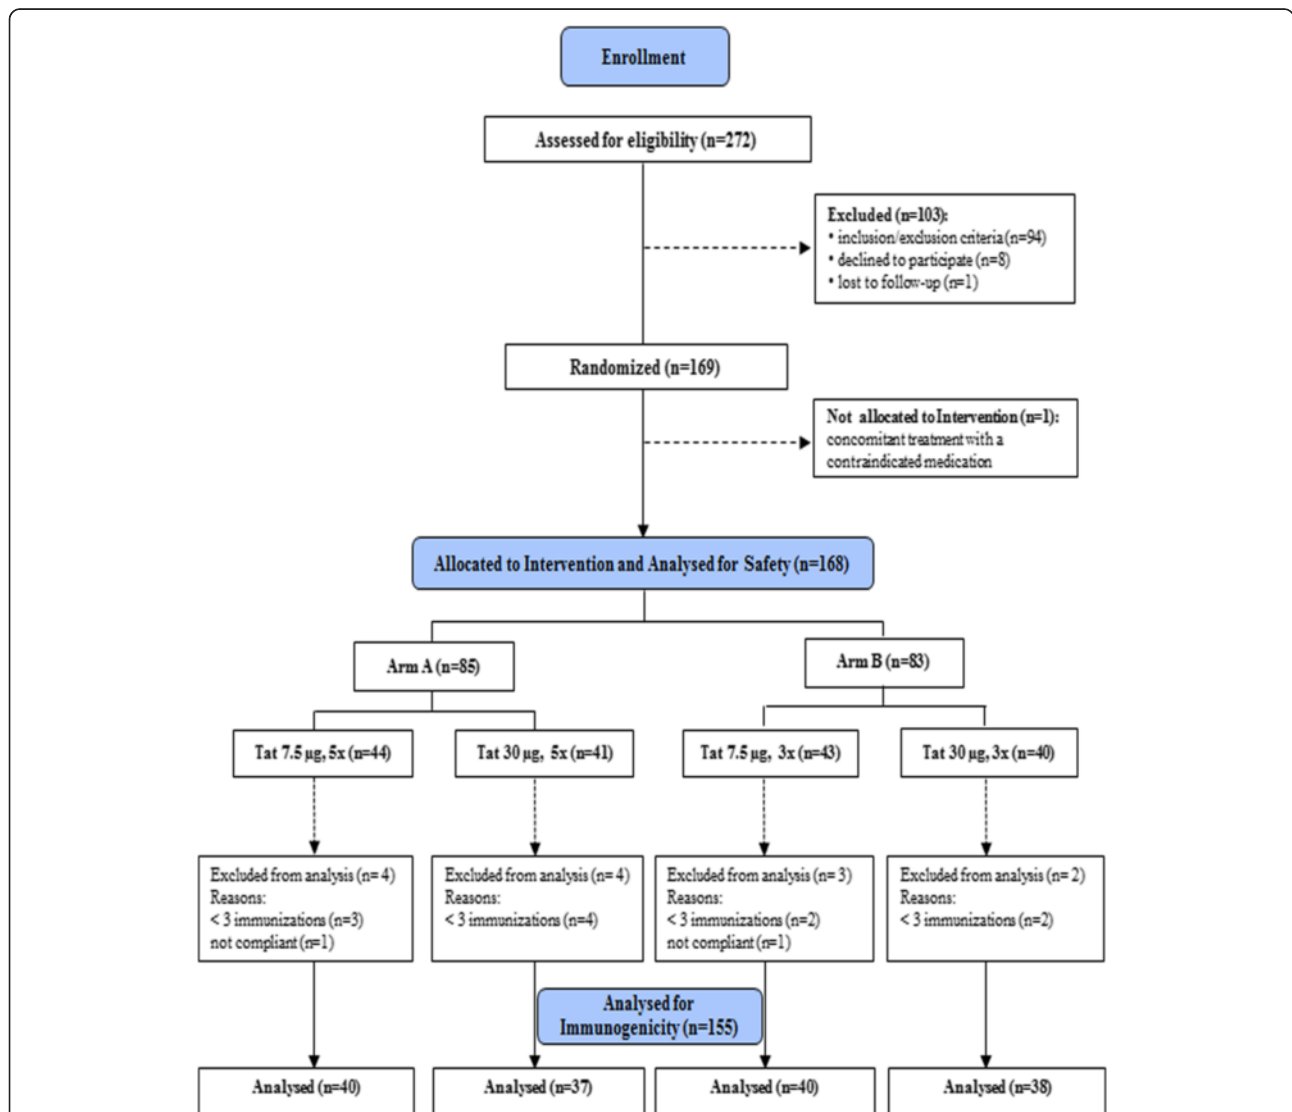 Enrollment
Assessed for eligibility (n=272)
Excluded (n=103):
• inclusion/exclusion criteria (n=94)
• declined to participate (n=8)
• lost to follow-up (n=1)
Randomized (n=169)
Not allocated to Intervention (n=1):
concomitant treatment with a
contraindicated medication
Allocated to Intervention and Analysed for Safety (n=168)
Arm A (n=85)
Arm B (n=83)
Tat 7.5 µg, 5x (n=44)
Tat 30 µg, 5x (n=41)
Tat 7.5 µg, 3x (n=43)
Tat 30 µg, 3x (n=40)
Excluded from analysis (n= 4)
Reasons:
< 3 immunizations (n=3)
not compliant (n=1)
Excluded from analysis (n= 4)
Reasons:
< 3 immunizations (n=4)
Excluded from analysis (n= 3)
Reasons:
< 3 immunizations (n=2)
not compliant (n=1)
Excluded from analysis (n= 2)
Reasons:
< 3 immunizations (n=2)
Analysed for
Immunogenicity (n=155)
Analysed (n=40)
Analysed (n=37)
Analysed (n=40)
Analysed (n=38)